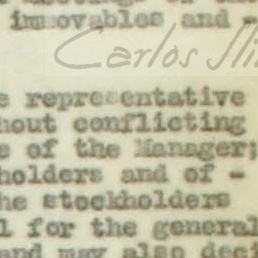 immovables and -
Carlos Sli
e representative
hout conflicting
e of the Manager;
holders and of -
he stockholders
l for the general
and may also deci